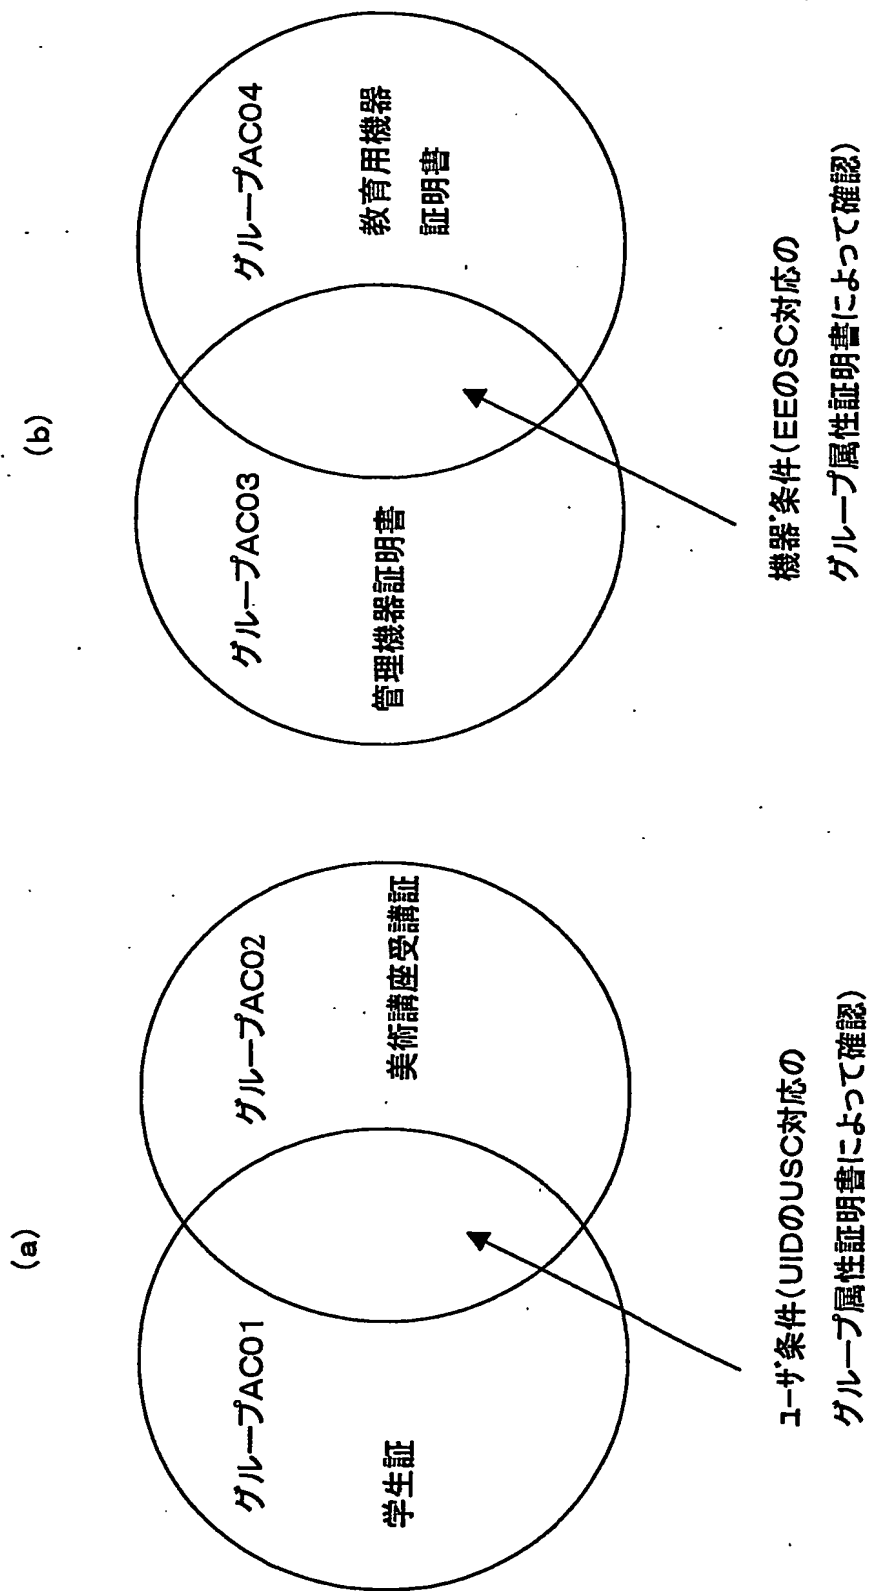 (a)
グループAC01
学生証
グループAC02
美術講座受講証
ユーザ条件(UIDのUSC対応の
グループ属性証明書によって確認)
(b)
グループAC03
管理機器証明書
グループAC04
教育用機器
証明書
機器条件(EEのSC対応の
グループ属性証明書によって確認)